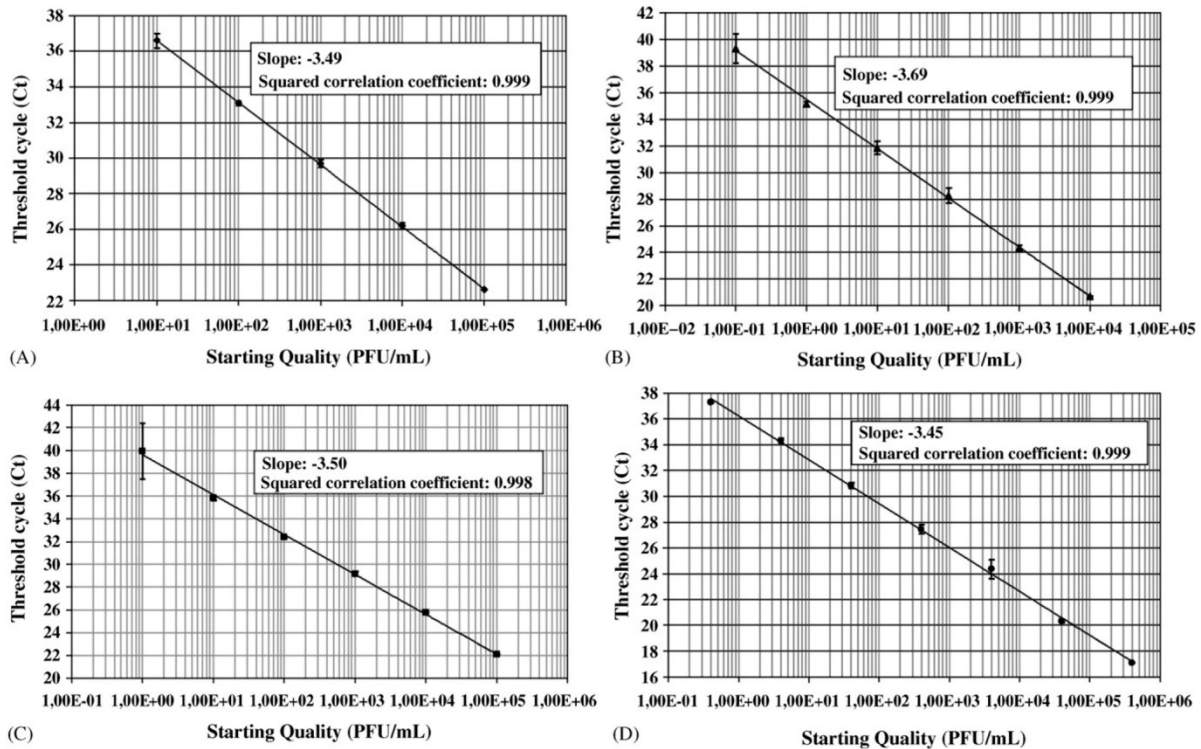 36
34
32
30
28
26
24
22
Threshold cycle (Ct)
38
Slope: -3.49
Squared correlation coefficient: 0.999
1,00E+00 1,00E+01 1,00E+02 1,00E+03 1,00E+04 1,00E+05 1,00E+06
Starting Quality (PFU/mL)
(A)
42
40
38
36
34
32
30
28
26
24
22
20
Threshold cycle (Ct)
Slope: -3.69
Squared correlation coefficient: 0.999
1,00E−02 1,00E−01 1,00E+00 1,00E+01 1,00E+02 1,00E+03 1,00E+04 1,00E+05
Starting Quality (PFU/mL)
(B)
44
42
40
38
36
34
32
30
28
26
24
22
20
Threshold cycle (Ct)
Slope: -3.50
Squared correlation coefficient: 0.998
1,00E-01 1,00E+00 1,00E+01 1,00E+02 1,00E+03 1,00E+04 1,00E+05 1,00E+06
Starting Quality (PFU/mL)
(C)
38
36
34
32
30
28
26
24
22
20
18
16
Threshold cycle (Ct)
Slope: -3.45
Squared correlation coefficient: 0.999
1,00E-01 1,00E+00 1,00E+01 1,00E+02 1,00E+03 1,00E+04 1,00E+05 1,00E+06
Starting Quality (PFU/mL)
(D)